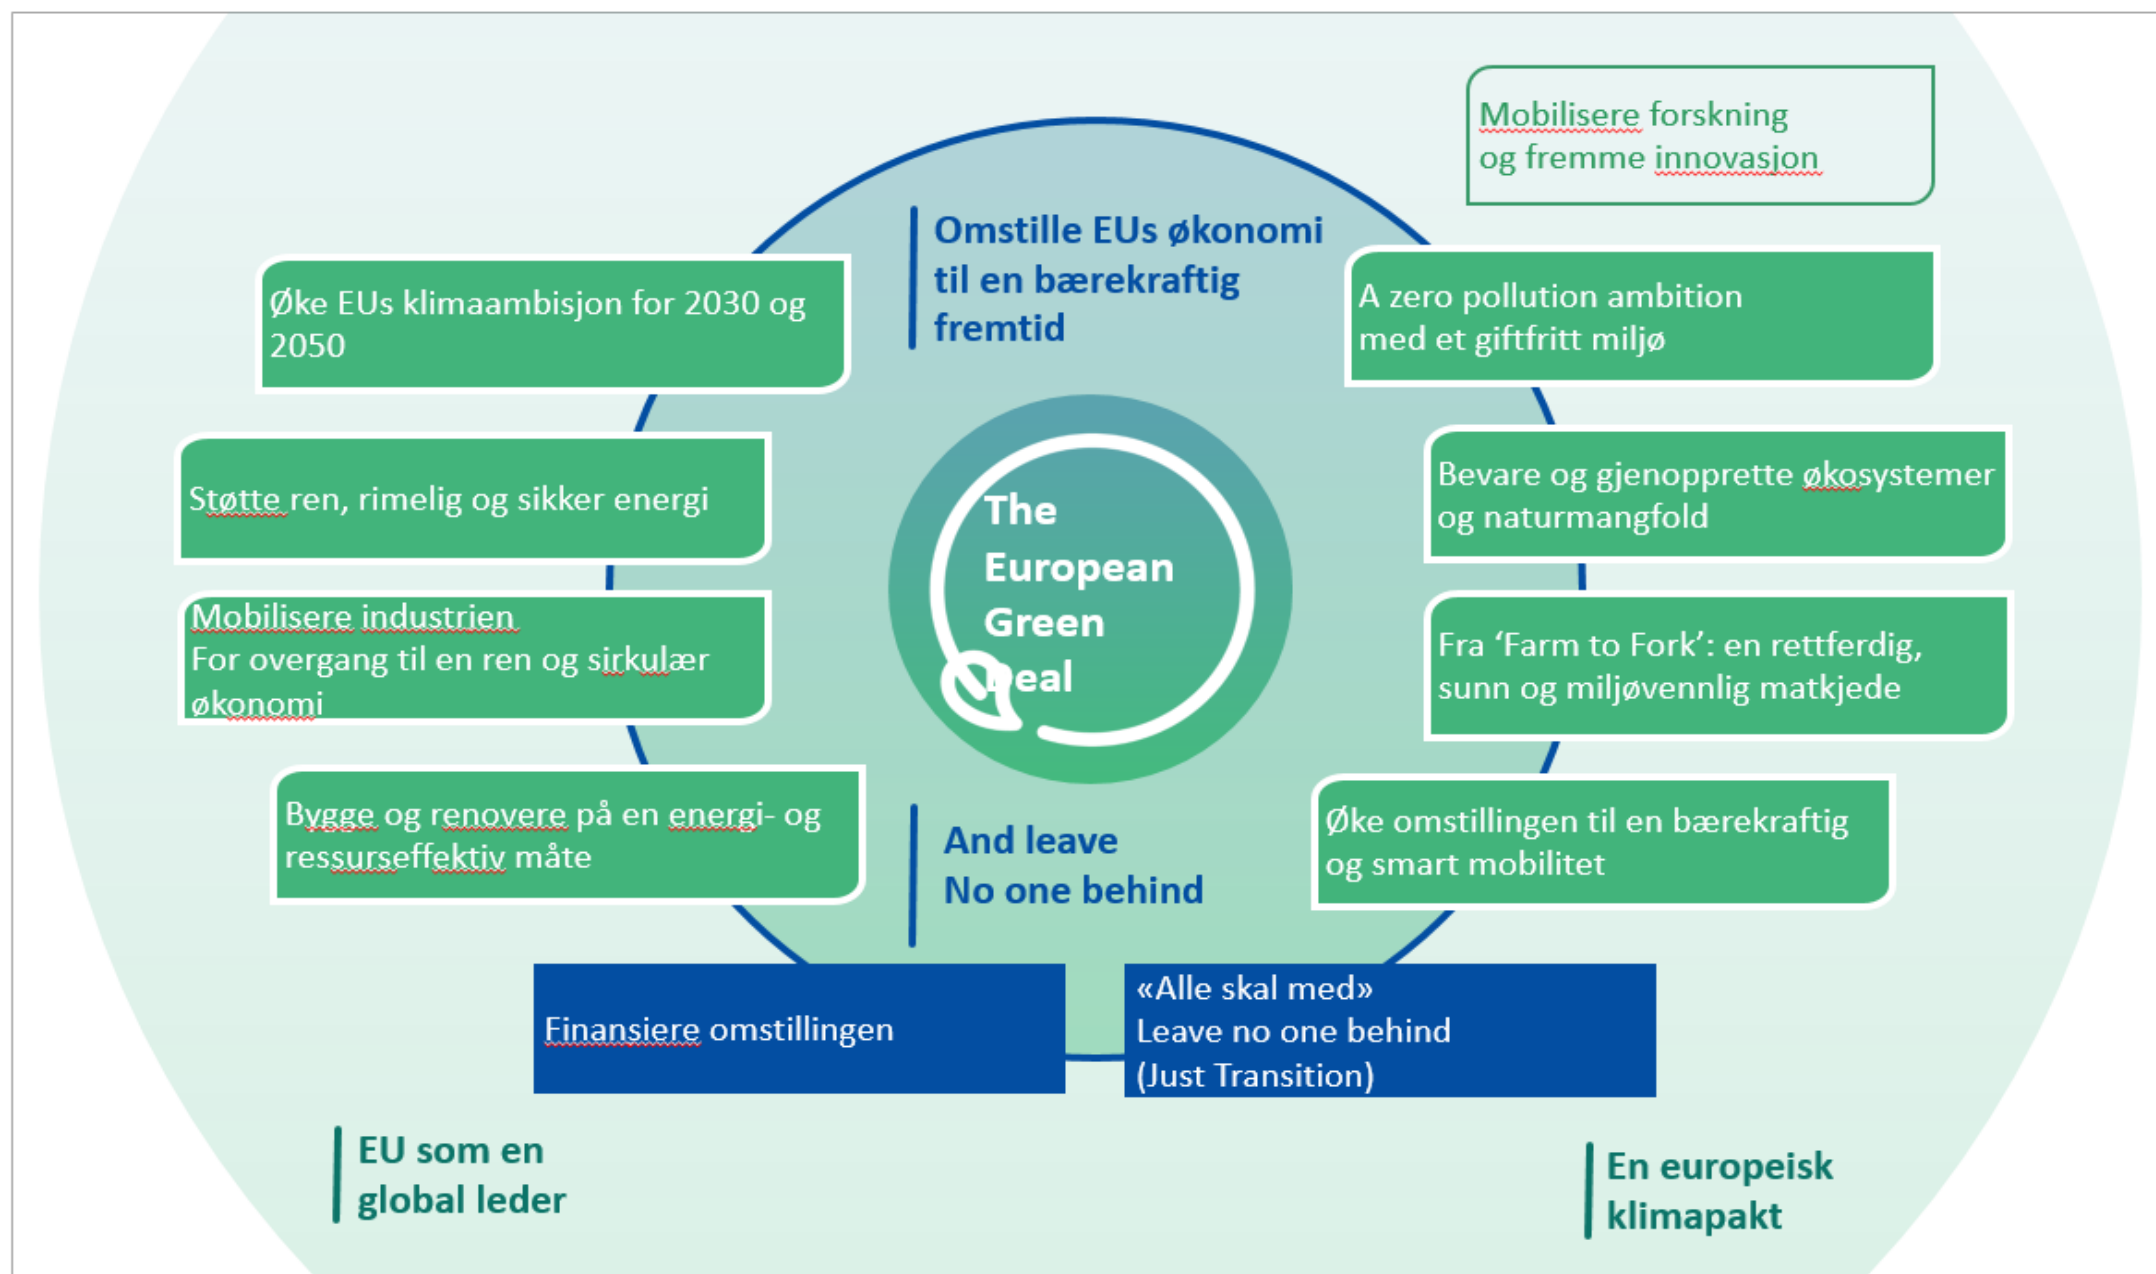 Mobilisere forskning
og fremme innovasjon
Omstille EUs økonomi
til en bærekraftig
fremtid
Øke EUs klimaambisjon for 2030 og
2050
A zero pollution ambition
med et giftfritt miljø
Støtte ren, rimelig og sikker energi
Bevare og gjenopprette økosystemer
og naturmangfold
The
European
Green
Deal
Mobilisere industrien
For overgang til en ren og sirkulær
økonomi
Fra ‘Farm to Fork’: en rettferdig,
sunn og miljøvennlig matkjede
Bygge og renovere på en energi- og
ressurseffektiv måte
And leave
No one behind
Øke omstillingen til en bærekraftig
og smart mobilitet
Finansiere omstillingen
«Alle skal med»
Leave no one behind
(Just Transition)
EU som en
global leder
En europeisk
klimapakt